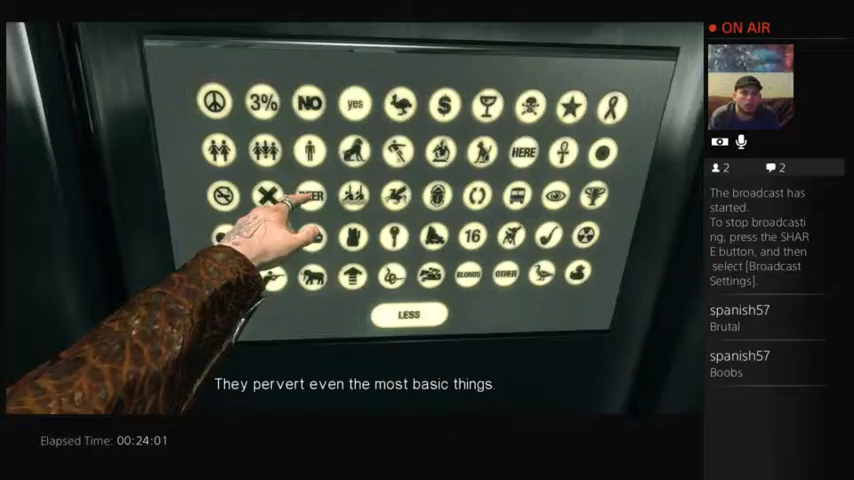 ON AIR
3% NO yes $
HERE
BEER
16
BLONDS OTHER
LESS
They pervert even the most basic things.
Elapsed Time: 00:24:01
2 2
The broadcast has
started.
To stop broadcasti
ng, press the SHAR
E button, and then
select [Broadcast
Settings].
spanish57
Brutal
spanish57
Boobs